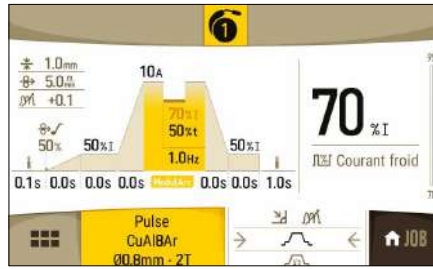 1
1.0mm
5.0 m/min
+0.1
10A
50%
50%I
70%I
50%t
1.0Hz
50%I
0.1s 0.0s 0.0s 0.0s ModulArc 0.0s 0.0s 1.0s
70 %I
Courant froid
Pulse
CuAl8Ar
Ø0.8mm - 2T
JOB